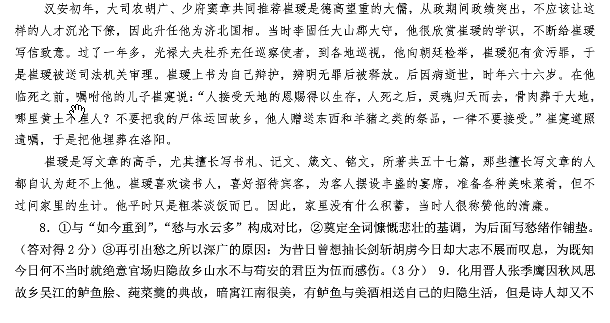 汉安初年，大司农胡广、少府窦章共同推荐崔瑗是德高望重的大儒，从政期间政绩突出，不应该让这
样的人才沉沦下僚，因此升任他为济北国相。当时李固任大山郡大守，他很欣赏崔瑗的学识，不断给崔瑗
写信致意。过了一年多，光禄大夫杜乔充任巡察使者，到各地巡视，他向朝廷检举，崔瑗犯有贪污罪，于
是崔瑗被送司法机关审理。崔瑗上书为自己辩护，辨明无罪后被释放。后因病逝世，时年六十六岁。在他
临死之前，嘱咐他的儿子崔寔说：“人接受天地的恩赐得以生存，人死之后，灵魂归天而去，骨肉葬于大地，
哪里黄土不埋人？不要把我的尸体运回故乡，他人赠送东西和羊猪之类的祭品，一律不要接受。”崔寔遵照
遗嘱，于是把他埋葬在洛阳。
崔瑗是写文章的高手，尤其擅长写书札、记文、箴文、铭文，所著共五十七篇，那些擅长写文章的人
都自认为赶不上他。崔瑗喜欢读书人，喜好招待宾客，为客人摆设丰盛的宴席，准备各种美味菜肴，但不
过问家里的生计。他平时只是粗茶淡饭而已。因此，家里没有什么积蓄，当时人很称赞他的清廉。
8．①与“如今重到”，“愁与水云多”构成对比，②奠定全词慷慨悲壮的基调，为后面写愁绪作铺垫。
（答对得2分）③再引出愁之所以深广的原因：为昔日曾想抽长剑斩胡虏今日却大志不展而叹息，为既知
今日何不当时就绝意官场归隐故乡山水不与苟安的君臣为伍而感伤。（3分） 9．化用晋人张季鹰因秋风思
故乡吴江的鲈鱼脍、莼菜羹的典故，暗寓江南很美，有鲈鱼与美酒相送自己的归隐生活，但是诗人却又不